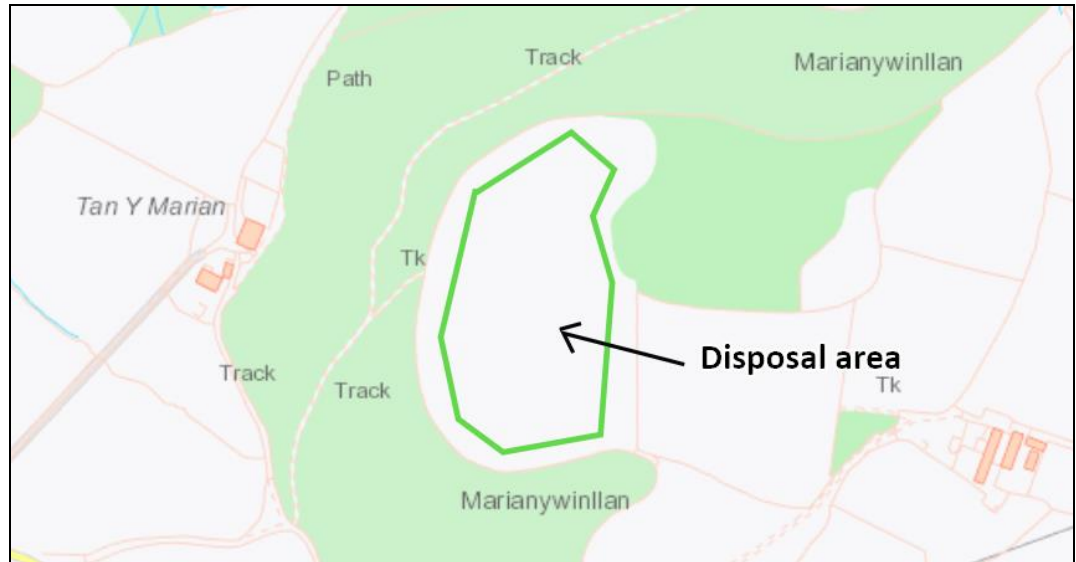 Track
Marianywinllan
Path
Tan Y Marian
Tk
Disposal area
Track
Track
Tk
Marianywinllan